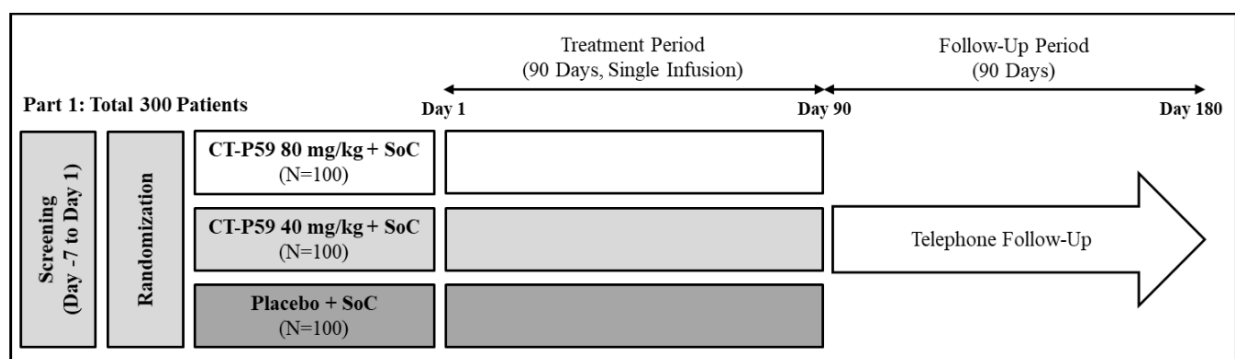 Treatment Period
(90 Days, Single Infusion)
Follow-Up Period
(90 Days)
Part 1: Total 300 Patients
Day 1
Day 90
Day 180
Screening
(Day -7 to Day 1)
Randomization
CT-P59 80 mg/kg + SoC
(N=100)
CT-P59 40 mg/kg + SoC
(N=100)
Placebo + SoC
(N=100)
Telephone Follow-Up